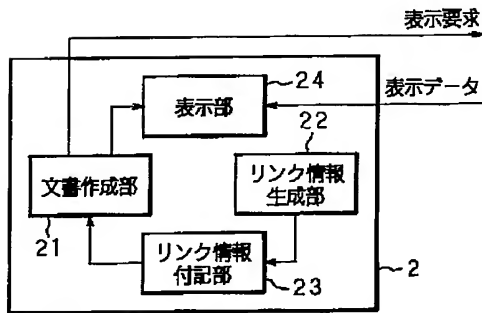 表示要求
24
表示部
表示データ
22
文書作成部
リンク情報
生成部
21
リンク情報
付記部
23
2